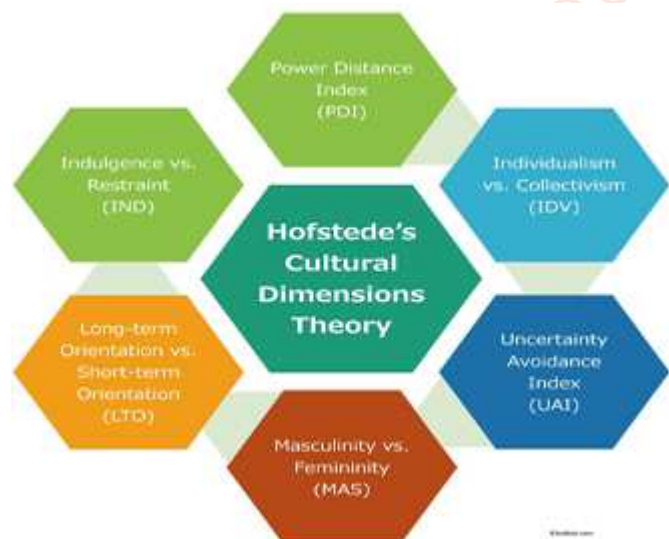 Power Distance
Index
(PDI)
Indulgence vs.
Restraint
(IND)
Individualism
vs. Collectivism
(IDV)
Hofstede's
Cultural
Dimensions
Theory
Long-term
Orientation vs.
Short-term
Orientation
(LTO)
Uncertainty
Avoidance
Index
(UAI)
Masculinity vs.
Femininity
(MAS)